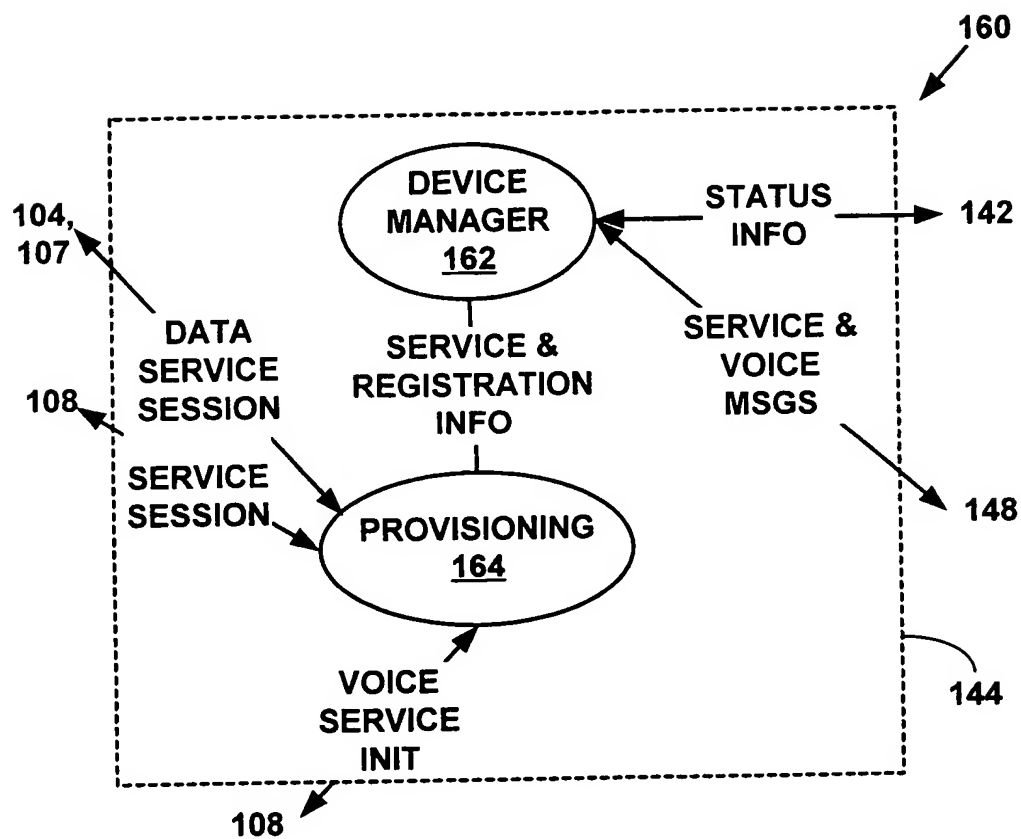 160
DEVICE
MANAGER
162
STATUS
INFO
142
104,
107
DATA
SERVICE
SESSION
SERVICE &
REGISTRATION
INFO
SERVICE &
VOICE
MSGS
108
SERVICE
SESSION
PROVISIONING
164
148
VOICE
SERVICE
INIT
144
108